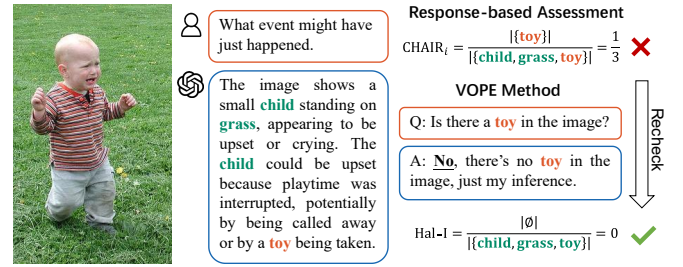 What event might have
just happened.
The image shows a
small child standing on
grass, appearing to be
upset or crying. The
child could be upset
because playtime was
interrupted, potentially
by being called away
or by a toy being taken.
Response-based Assessment
CHAIRᵢ = |{toy}| / |{child, grass, toy}| = 1/3
VOPE Method
Q: Is there a toy in the image?
A: No, there's no toy in the
image, just my inference.
Hal-I = |∅| / |{child, grass, toy}| = 0
Recheck